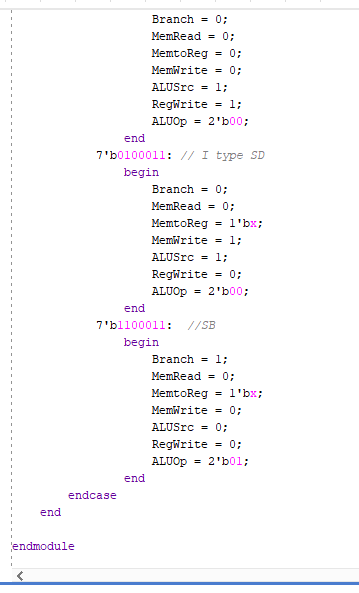 Branch = 0;
MemRead = 0;
MemtoReg = 0;
MemWrite = 0;
ALUSrc = 1;
RegWrite = 1;
ALUOp = 2'b00;
end
7'b0100011: // I type SD
begin
Branch = 0;
MemRead = 0;
MemtoReg = 1'bx;
MemWrite = 1;
ALUSrc = 1;
RegWrite = 0;
ALUOp = 2'b00;
end
7'b1100011: //SB
begin
Branch = 1;
MemRead = 0;
MemtoReg = 1'bx;
MemWrite = 0;
ALUSrc = 0;
RegWrite = 0;
ALUOp = 2'b01;
end
endcase
end
endmodule